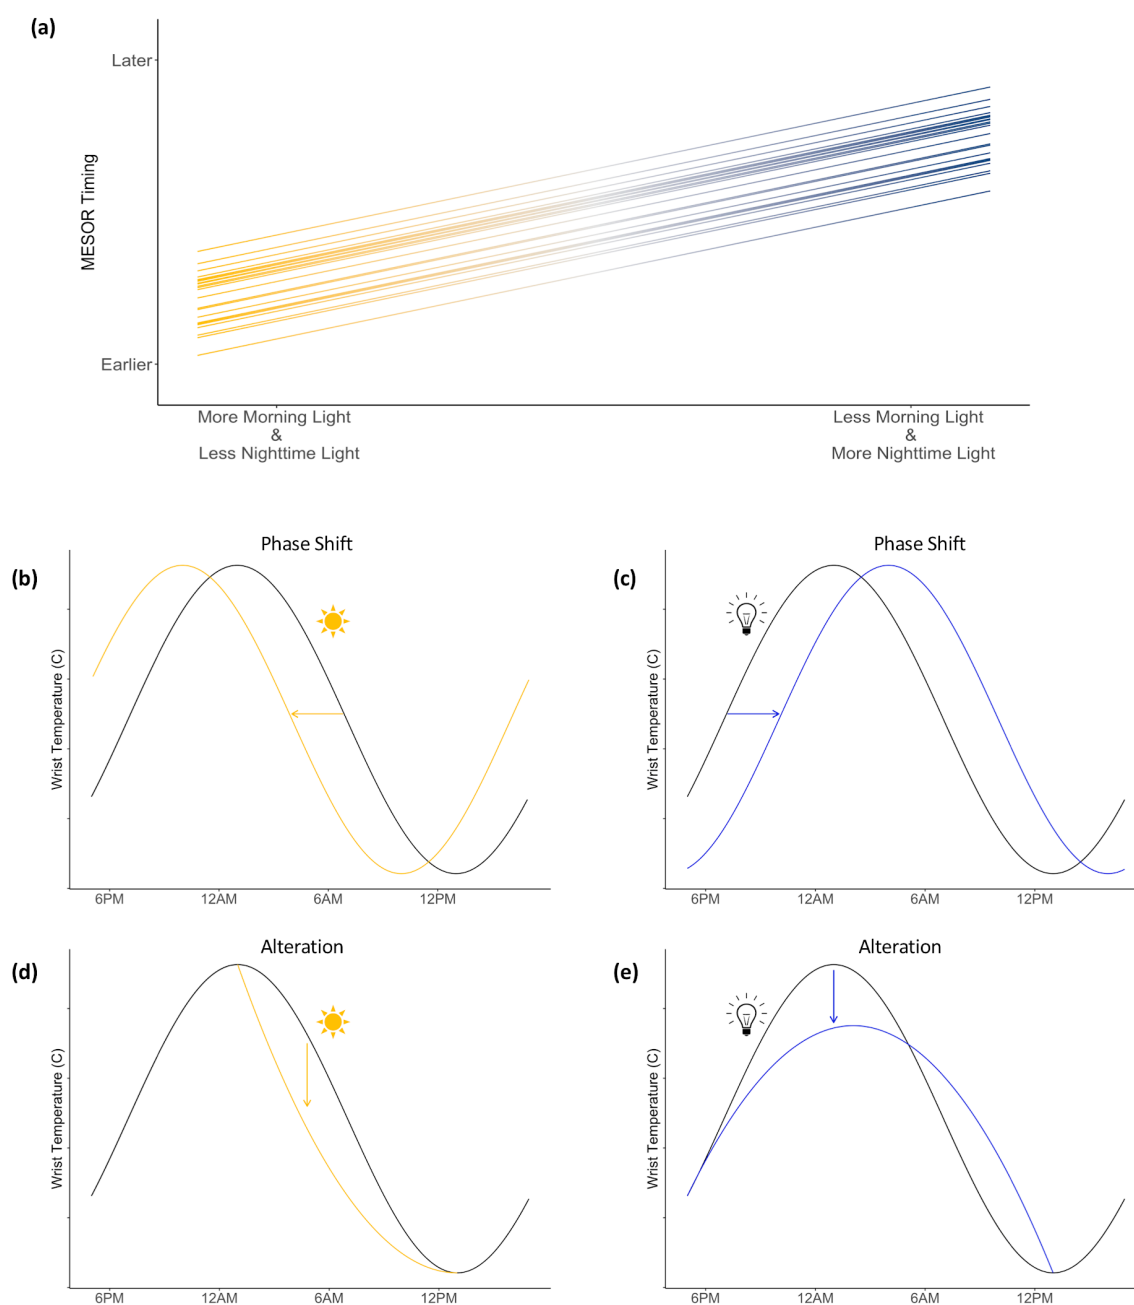 (a)
Later
MESOR Timing
Earlier
More Morning Light
&
Less Nighttime Light
Less Morning Light
&
More Nighttime Light
(b)
Phase Shift
Wrist Temperature (C)
6PM 12AM 6AM 12PM
(c)
Phase Shift
Wrist Temperature (C)
6PM 12AM 6AM 12PM
(d)
Alteration
Wrist Temperature (C)
6PM 12AM 6AM 12PM
(e)
Alteration
Wrist Temperature (C)
6PM 12AM 6AM 12PM